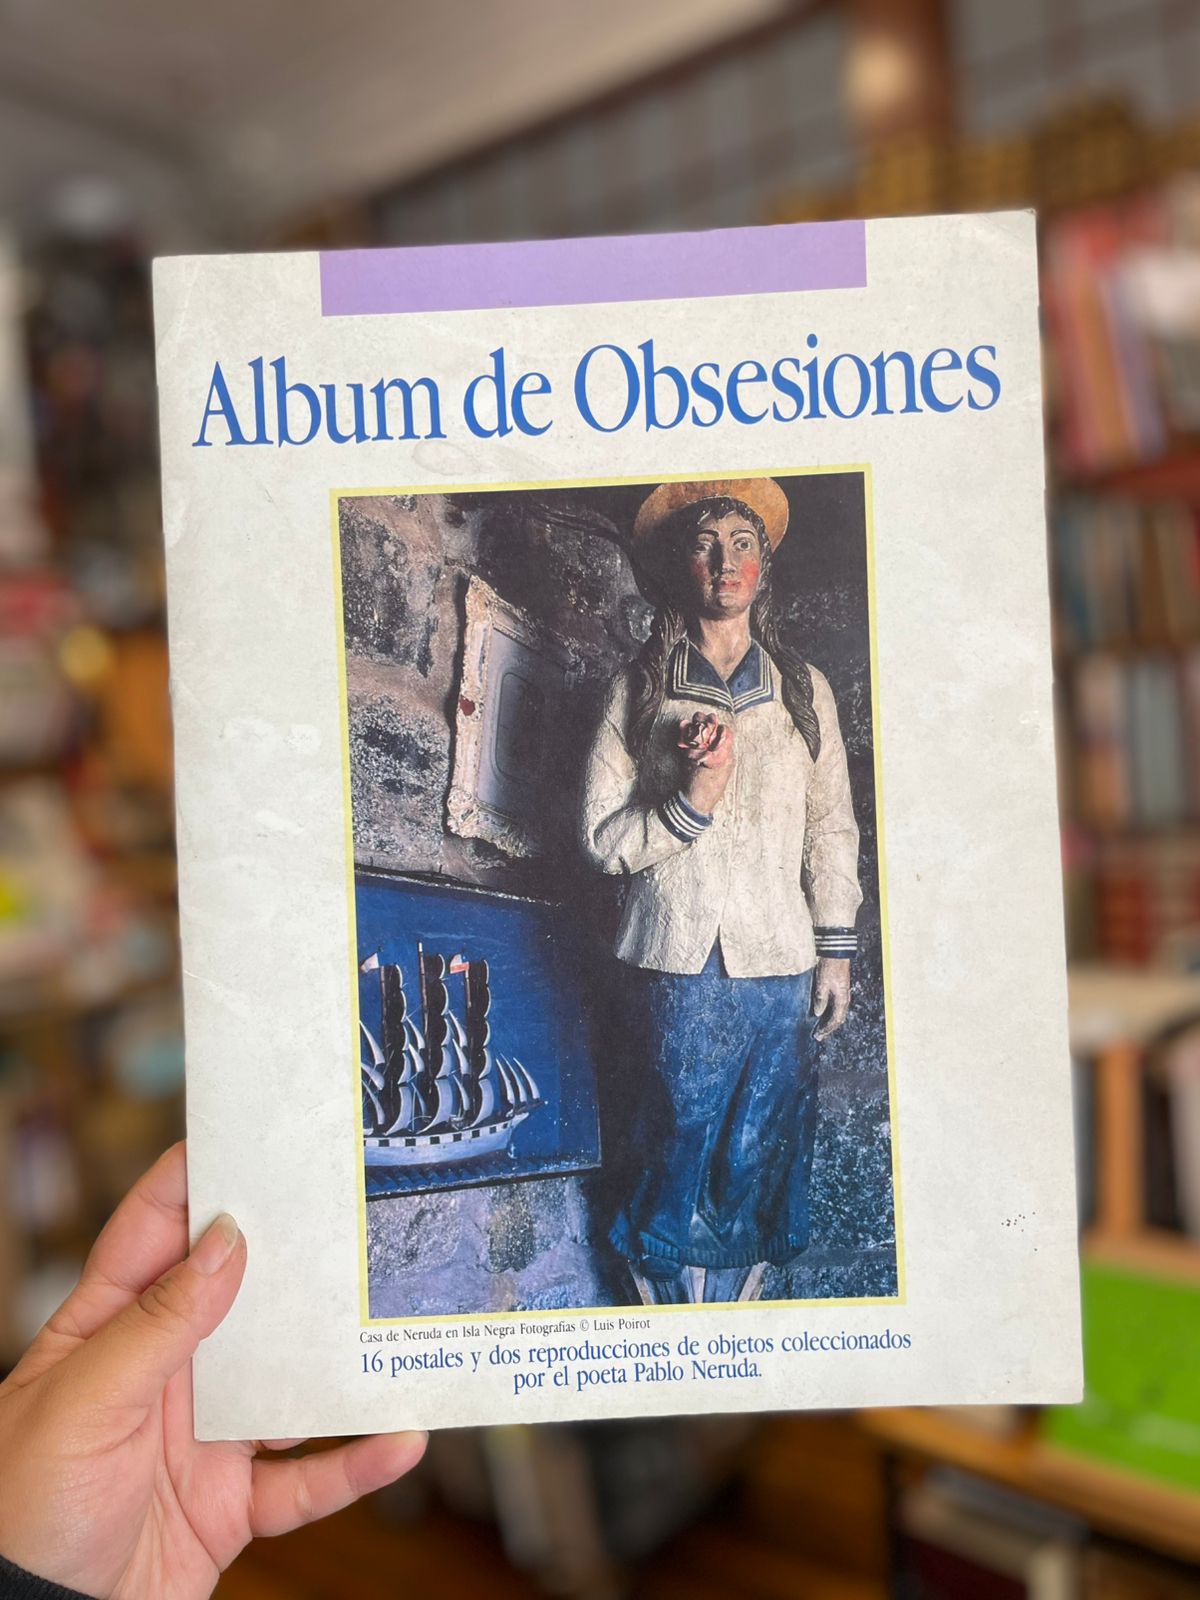 Album de Obsesiones
Casa de Neruda en Isla Negra Fotografías © Luis Poirot
16 postales y dos reproducciones de objetos coleccionados
por el poeta Pablo Neruda.